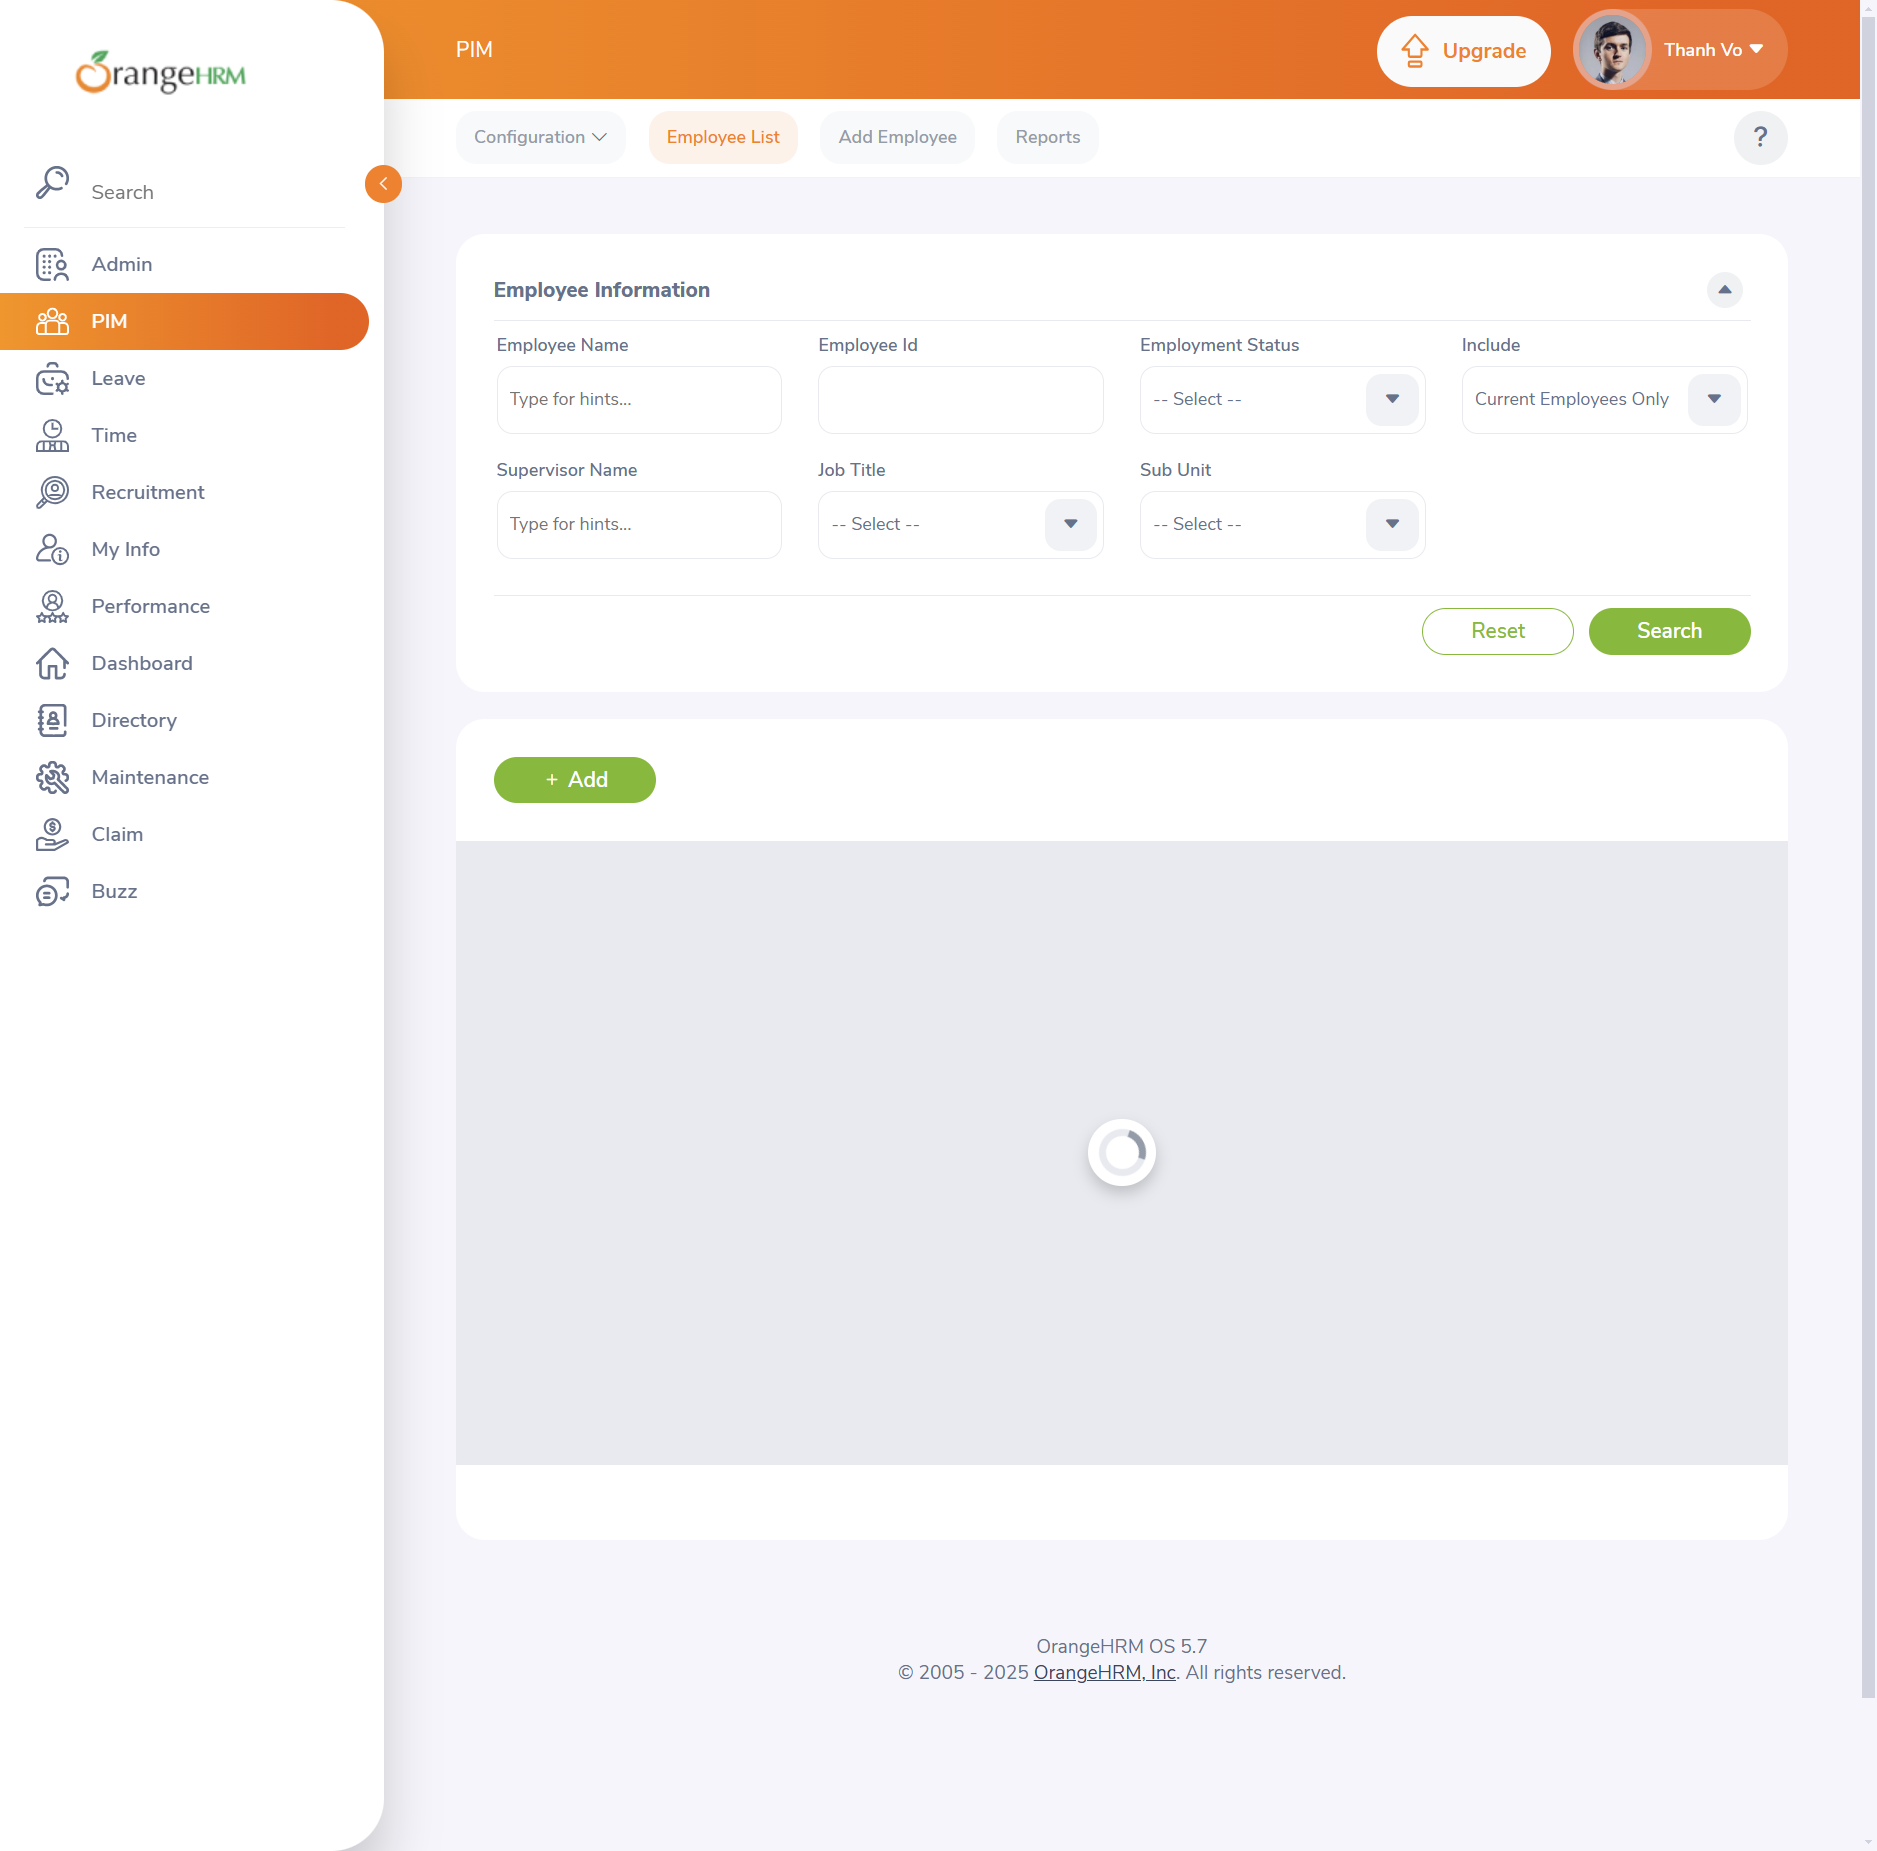 OrangeHRM
PIM
Upgrade
Thanh Vo
Configuration
Employee List
Add Employee
Reports
?
Search
Admin
PIM
Leave
Time
Recruitment
My Info
Performance
Dashboard
Directory
Maintenance
Claim
Buzz
Employee Information
Employee Name
Employee Id
Employment Status
Include
Type for hints...
-- Select --
Current Employees Only
Supervisor Name
Job Title
Sub Unit
Type for hints...
-- Select --
-- Select --
Reset
Search
+ Add
OrangeHRM OS 5.7
© 2005 - 2025 OrangeHRM, Inc. All rights reserved.